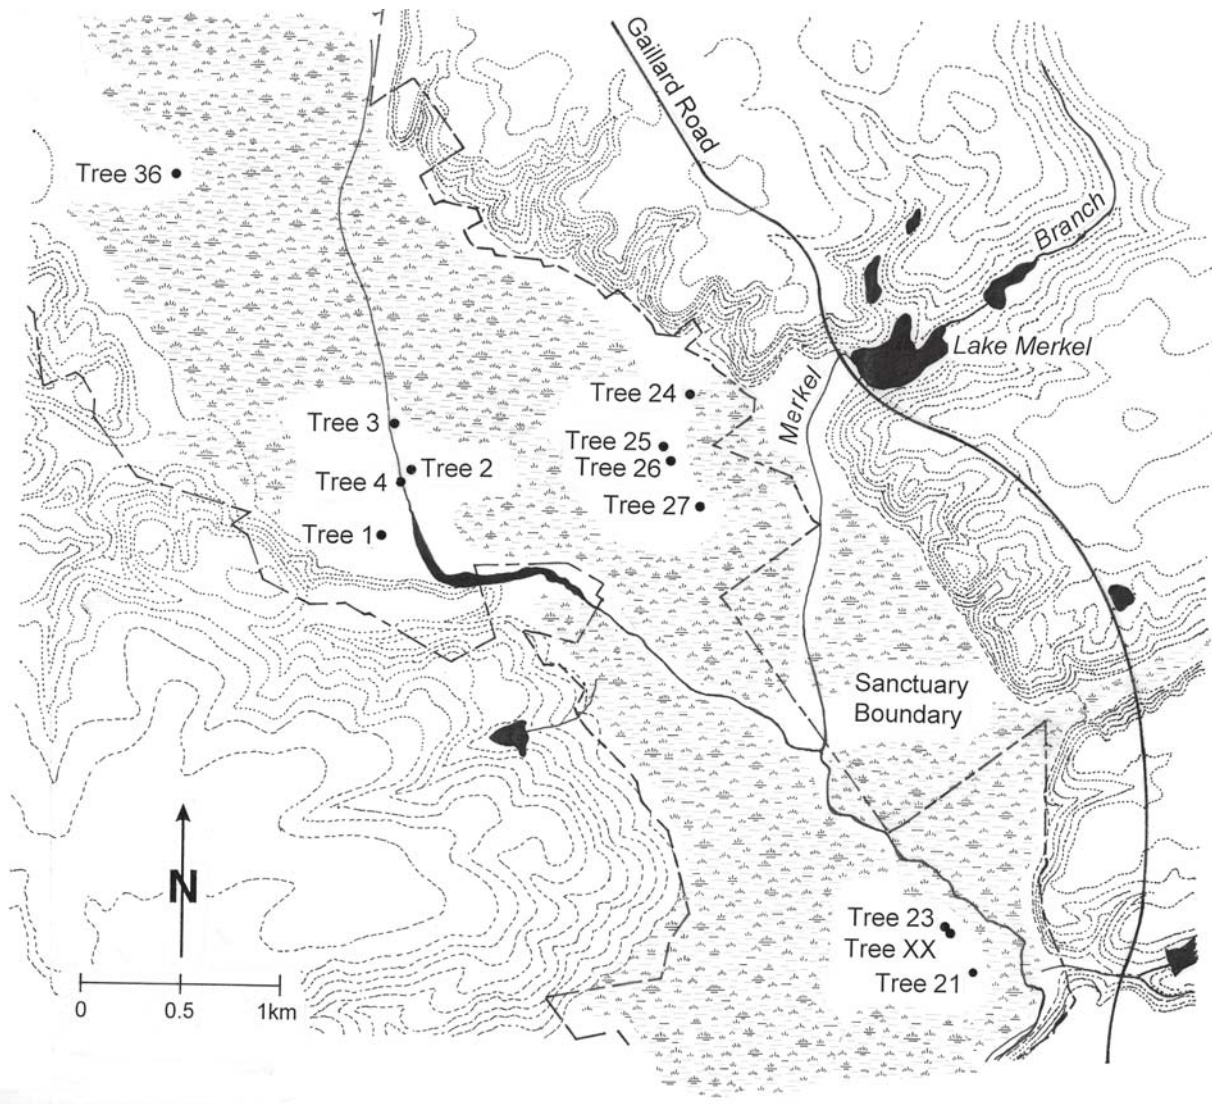 Gaillard Road
Tree 36
Branch
Lake Merkel
Merkel
Tree 24
Tree 3
Tree 25
Tree 26
Tree 2
Tree 4
Tree 27
Tree 1
Sanctuary
Boundary
N
Tree 23
Tree XX
Tree 21
0 0.5 1km